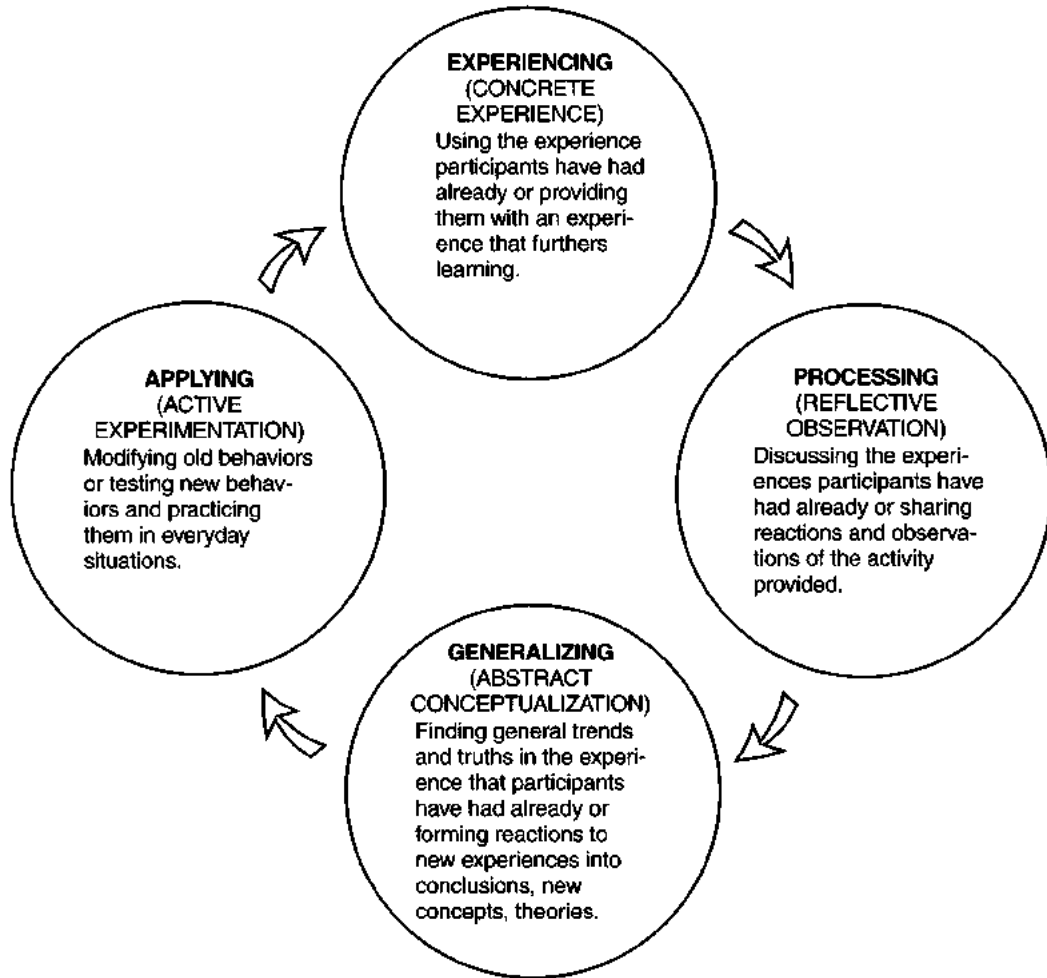 EXPERIENCING
(CONCRETE
EXPERIENCE)
Using the experience
participants have had
already or providing
them with an experi-
ence that furthers
learning.
PROCESSING
(REFLECTIVE
OBSERVATION)
Discussing the experi-
ences participants have
had already or sharing
reactions and observa-
tions of the activity
provided.
GENERALIZING
(ABSTRACT
CONCEPTUALIZATION)
Finding general trends
and truths in the experi-
ence that participants
have had already or
forming reactions to
new experiences into
conclusions, new
concepts, theories.
APPLYING
(ACTIVE
EXPERIMENTATION)
Modifying old behaviors
or testing new behav-
iors and practicing
them in everyday
situations.